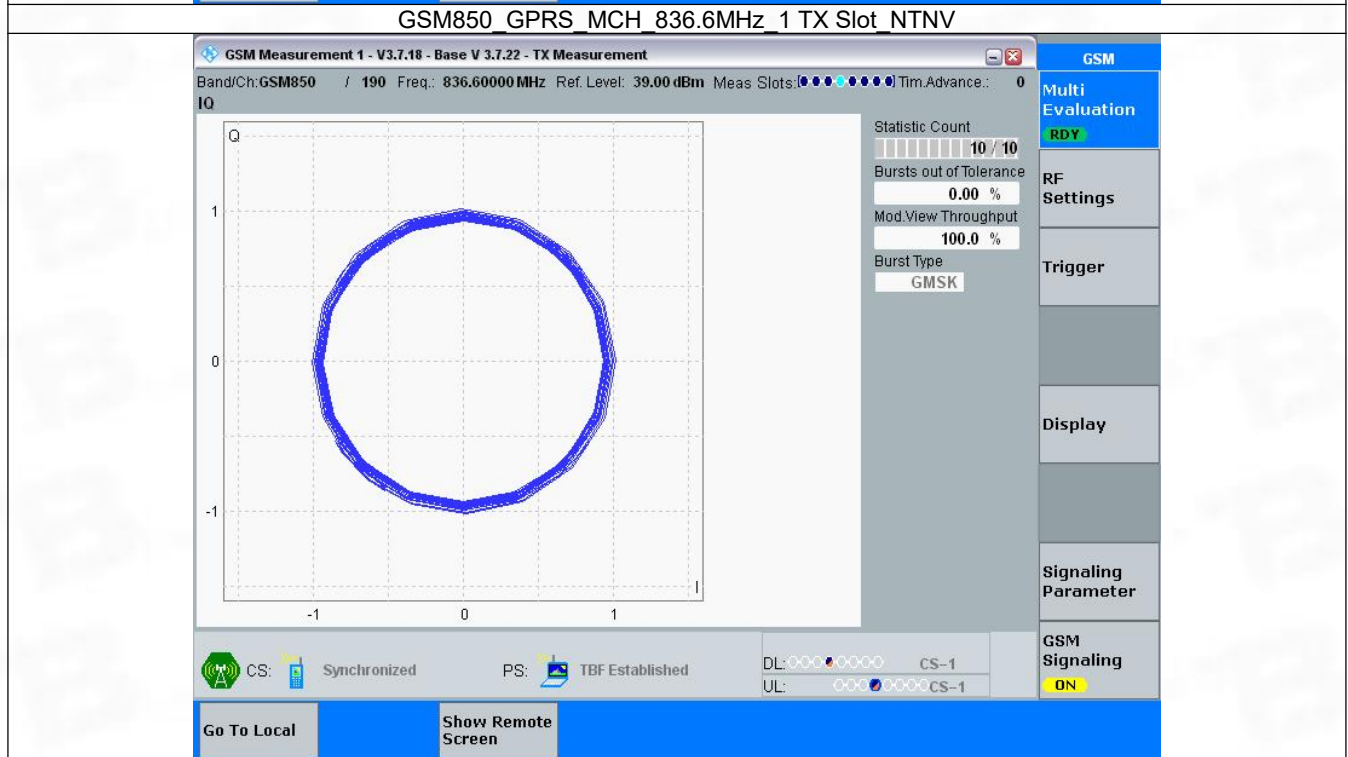 GSM850_GPRS_MCH_836.6MHz_1 TX Slot_NTNV
GSM Measurement 1 - V3.7.18 - Base V 3.7.22 - TX Measurement
GSM
Band/Ch:GSM850 / 190 Freq.: 836.60000 MHz Ref. Level: 39.00 dBm Meas Slots: Tim.Advance.: 0
IQ
Multi
Evaluation
RDY
Q
Statistic Count
10 / 10
Bursts out of Tolerance
0.00 %
Mod.View Throughput
100.0 %
Burst Type
GMSK
RF
Settings
Trigger
1
0
-1
I
-1 0 1
Display
Signaling
Parameter
GSM
Signaling
ON
CS: Synchronized PS: TBF Established
DL: CS-1
UL: CS-1
Go To Local
Show Remote
Screen